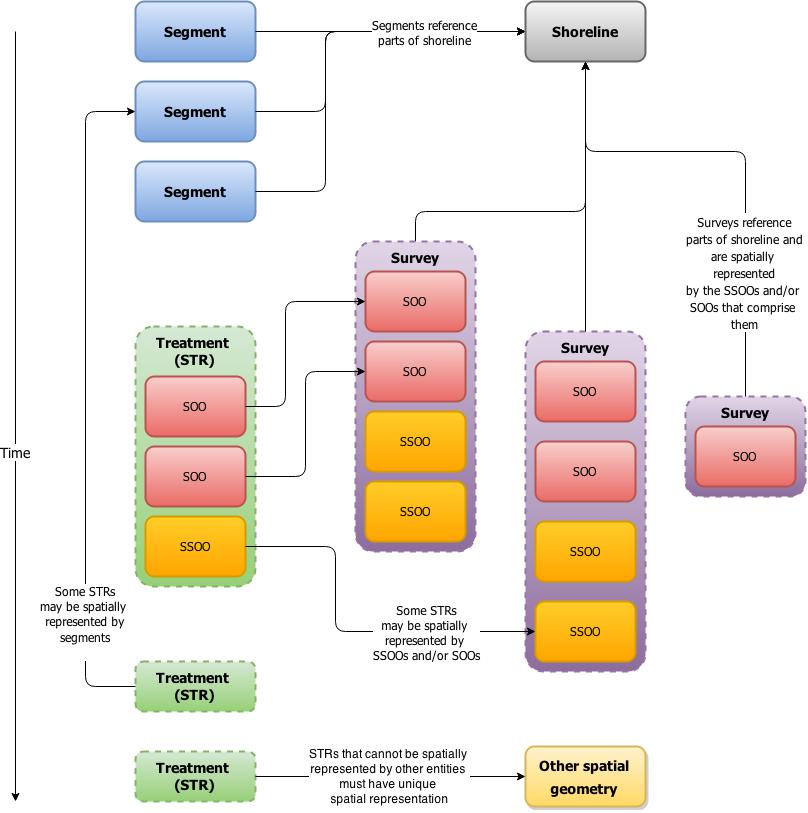 Segment
Segments reference
parts of shoreline
Shoreline
Segment
Segment
Surveys reference
parts of shoreline and
are spatially
represented
by the SSOOs and/or
SOOs that comprise
them
Survey
SOO
SOO
SSOO
SSOO
Treatment
(STR)
SOO
SOO
SSOO
Survey
SOO
SOO
SSOO
SSOO
Survey
SOO
Time
Some STRs
may be spatially
represented by
segments
Some STRs
may be spatially
represented by
SSOOs and/or SOOs
Treatment
(STR)
Treatment
(STR)
STRs that cannot be spatially
represented by other entities
must have unique
spatial representation
Other spatial
geometry